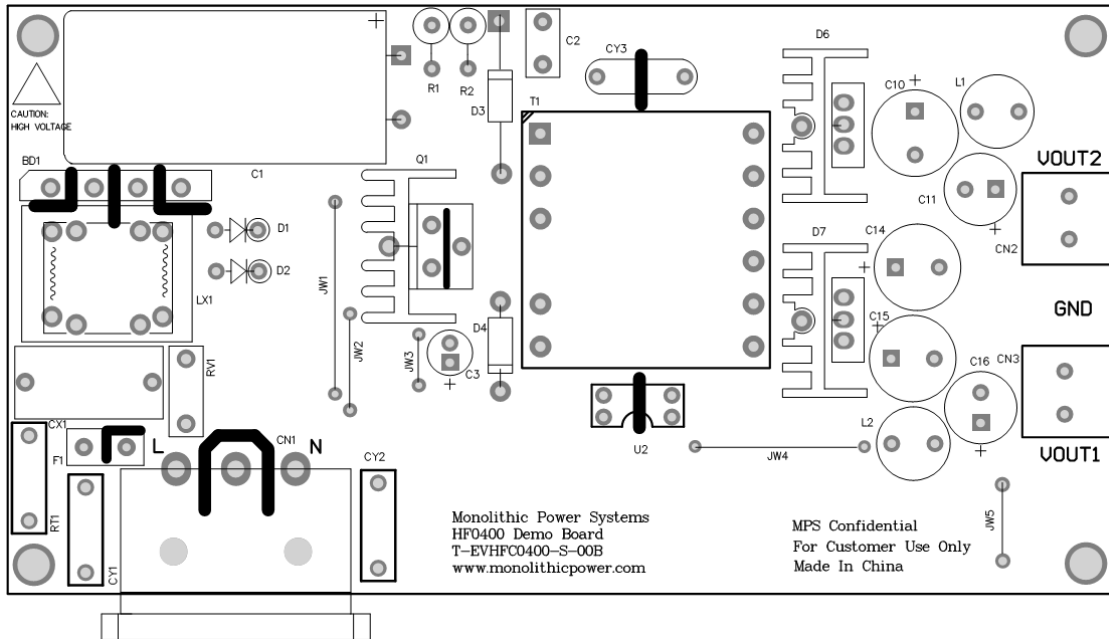 +
CAUTION:
HIGH VOLTAGE
R1
R2
D3
C2
CY3
T1
D6
C10
+
L1
BD1
C1
Q1
VOUT2
C11
+
CN2
D1
D2
LX1
JW1
JW2
JW3
C3
+
D4
D7
C14
+
GND
C15
+
C16
+
CN3
VOUT1
RV1
CX1
F1
L
CN1
N
CY2
U2
JW4
L2
JW5
RT1
CY1
Monolithic Power Systems
HF0400 Demo Board
T-EVHFC0400-S-00B
www.monolithicpower.com
MPS Confidential
For Customer Use Only
Made In China